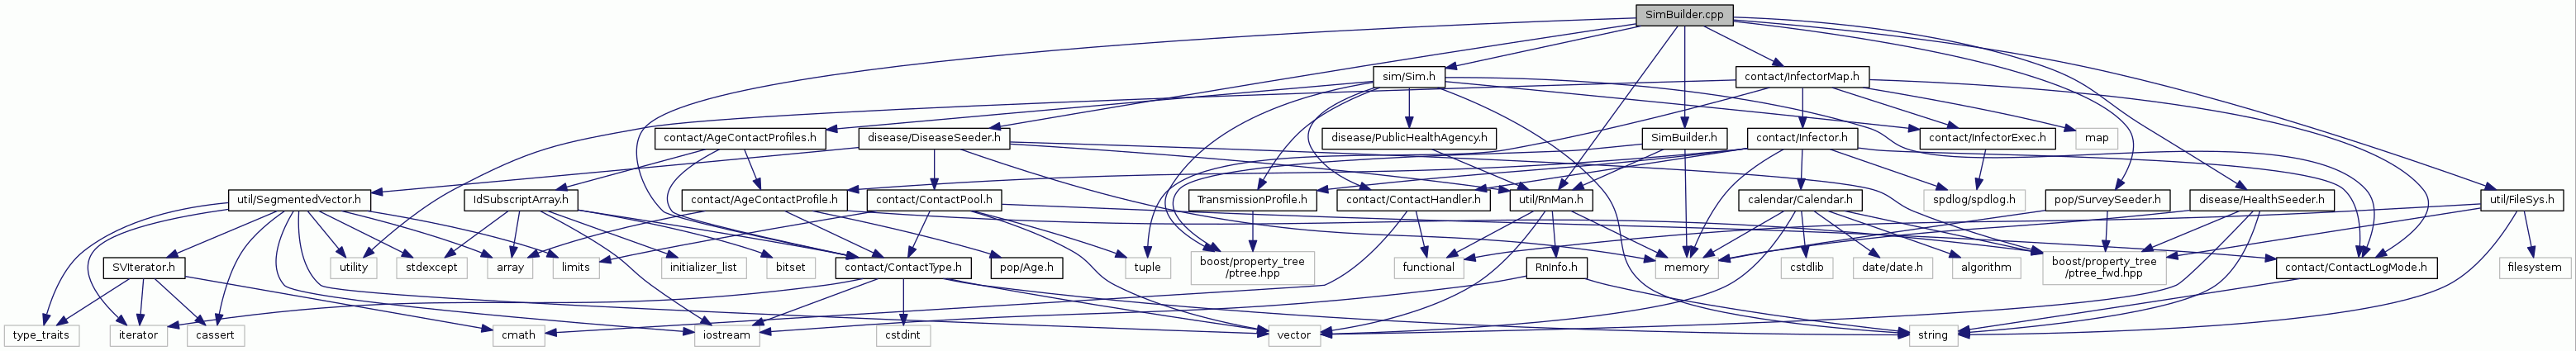 SimBuilder.cpp
sim/Sim.h
contact/InfectorMap.h
contact/AgeContactProfiles.h
disease/DiseaseSeeder.h
disease/PublicHealthAgency.h
SimBuilder.h
contact/Infector.h
contact/InfectorExec.h
map
util/SegmentedVector.h
IdSubscriptArray.h
contact/AgeContactProfile.h
contact/ContactPool.h
TransmissionProfile.h
contact/ContactHandler.h
util/RnMan.h
calendar/Calendar.h
spdlog/spdlog.h
pop/SurveySeeder.h
disease/HealthSeeder.h
util/FileSys.h
SVIterator.h
utility
stdexcept
array
limits
initializer_list
bitset
contact/ContactType.h
pop/Age.h
tuple
boost/property_tree
/ptree.hpp
functional
RnInfo.h
memory
cstdlib
date/date.h
algorithm
boost/property_tree
/ptree_fwd.hpp
contact/ContactLogMode.h
filesystem
type_traits
iterator
cassert
cmath
iostream
cstdint
vector
string